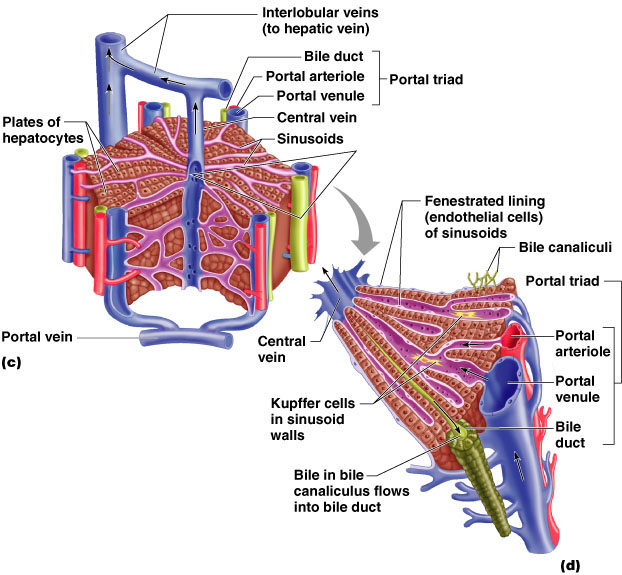 Interlobular veins
(to hepatic vein)
Bile duct
Portal arteriole
Portal venule
Portal triad
Central vein
Sinusoids
Plates of
hepatocytes
Portal vein
(c)
Fenestrated lining
(endothelial cells)
of sinusoids
Bile canaliculi
Portal triad
Central
vein
Portal
arteriole
Portal
venule
Kupffer cells
in sinusoid
walls
Bile
duct
Bile in bile
canaliculus flows
into bile duct
(d)